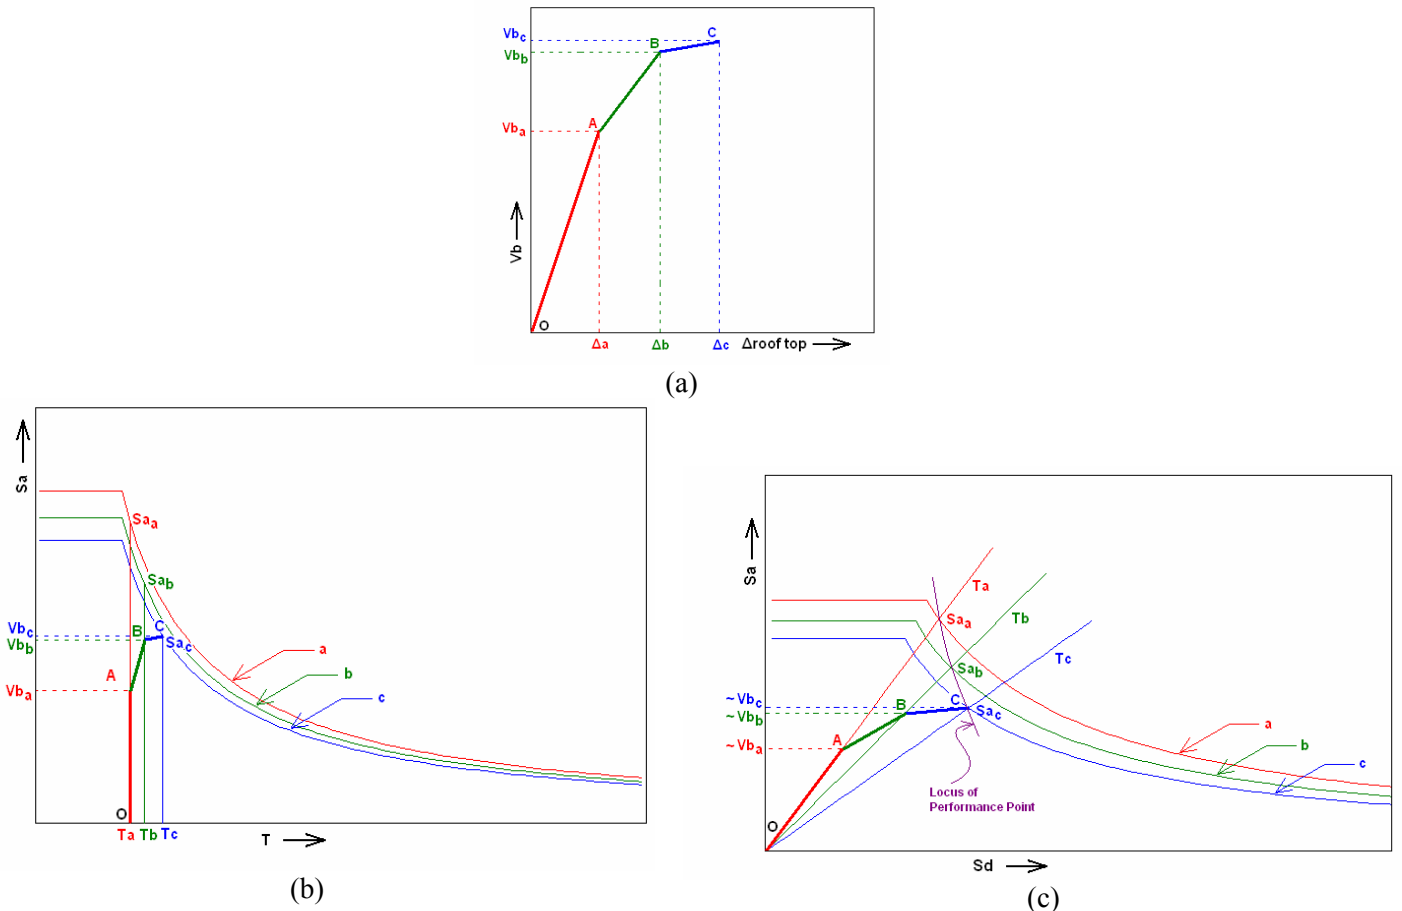 Vbc
Vbb
Vba
Vb
A
B
C
O
Δa
Δb
Δc
Δroof top
(a)
Sa
Saa
Sab
Sac
Vbc
Vbb
Vba
A
B
C
a
b
c
O
Ta
Tb
Tc
T
(b)
Sa
Ta
Tb
Tc
Saa
Sab
Sac
~Vbc
~Vbb
~Vba
A
B
C
a
b
c
Locus of
Performance Point
O
Sd
(c)